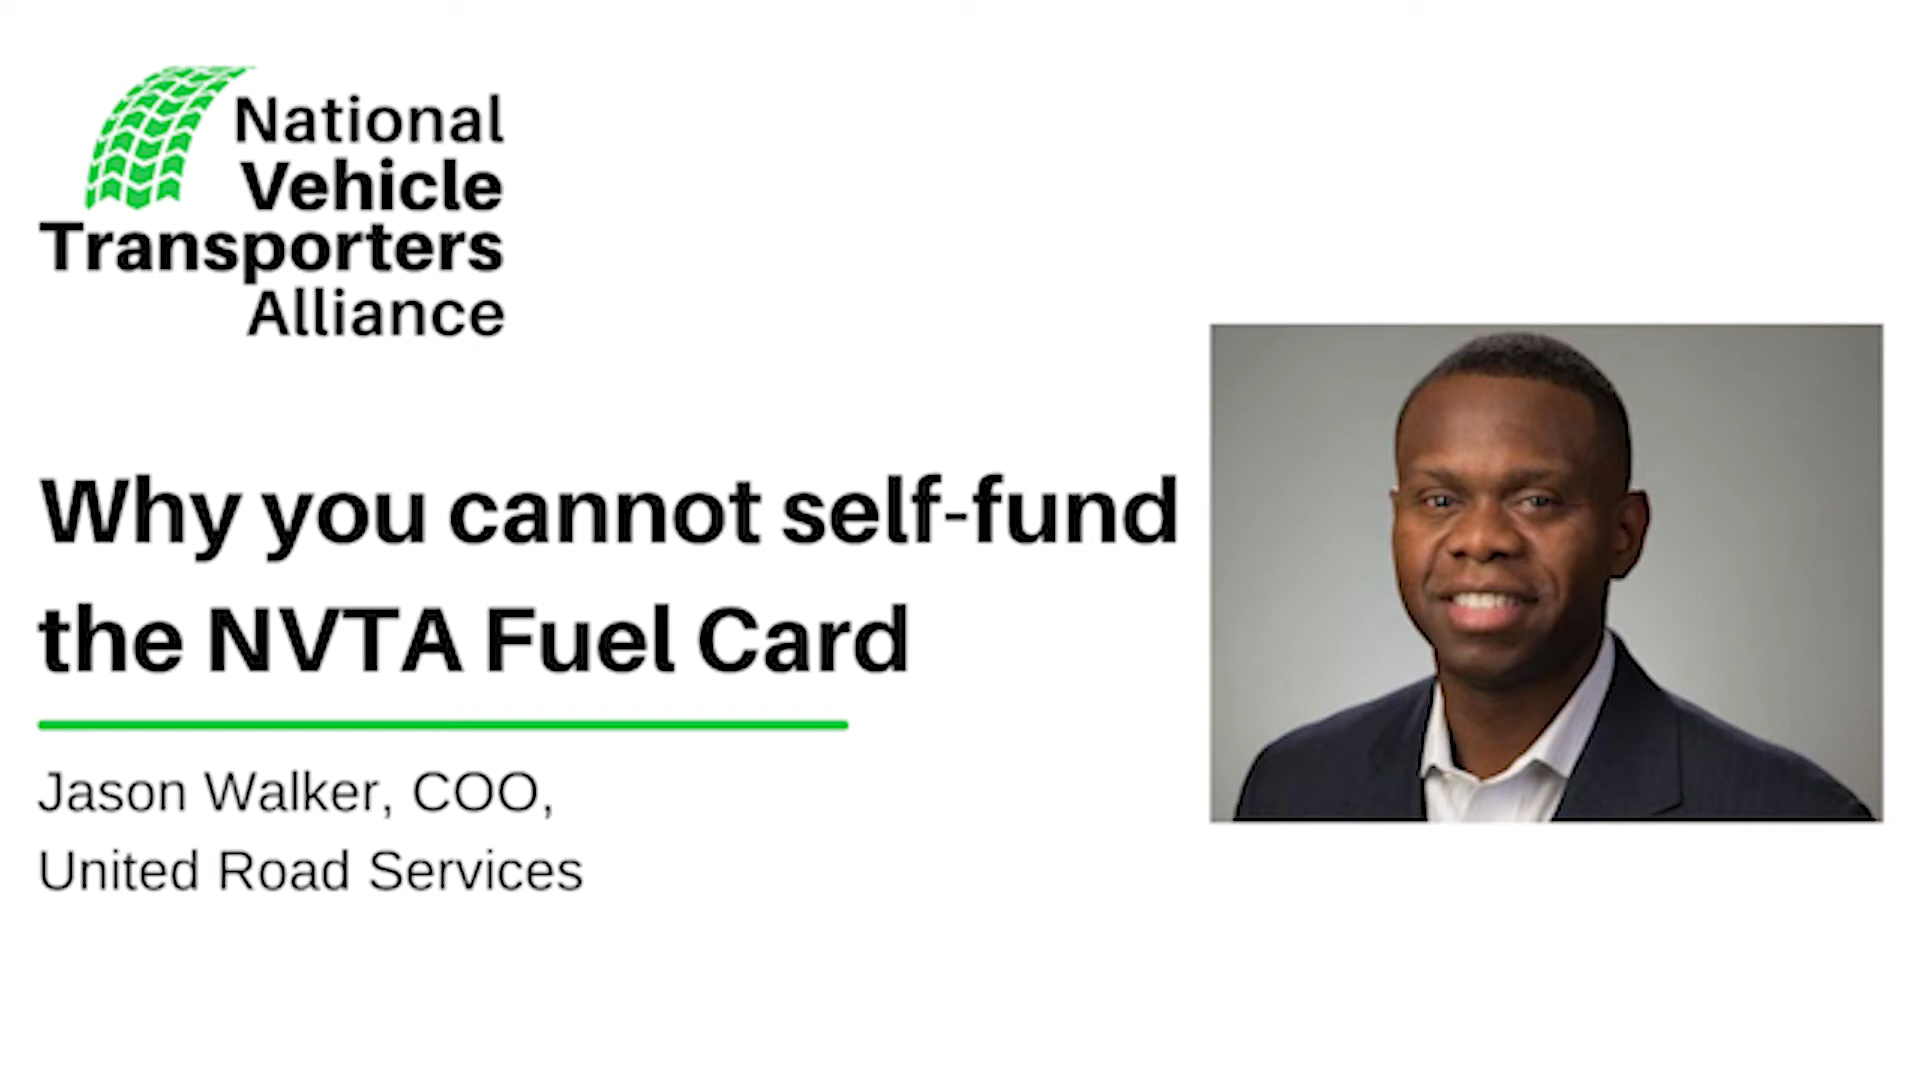 National
Vehicle
Transporters
Alliance
Why you cannot self-fund
the NVTA Fuel Card
Jason Walker, COO,
United Road Services